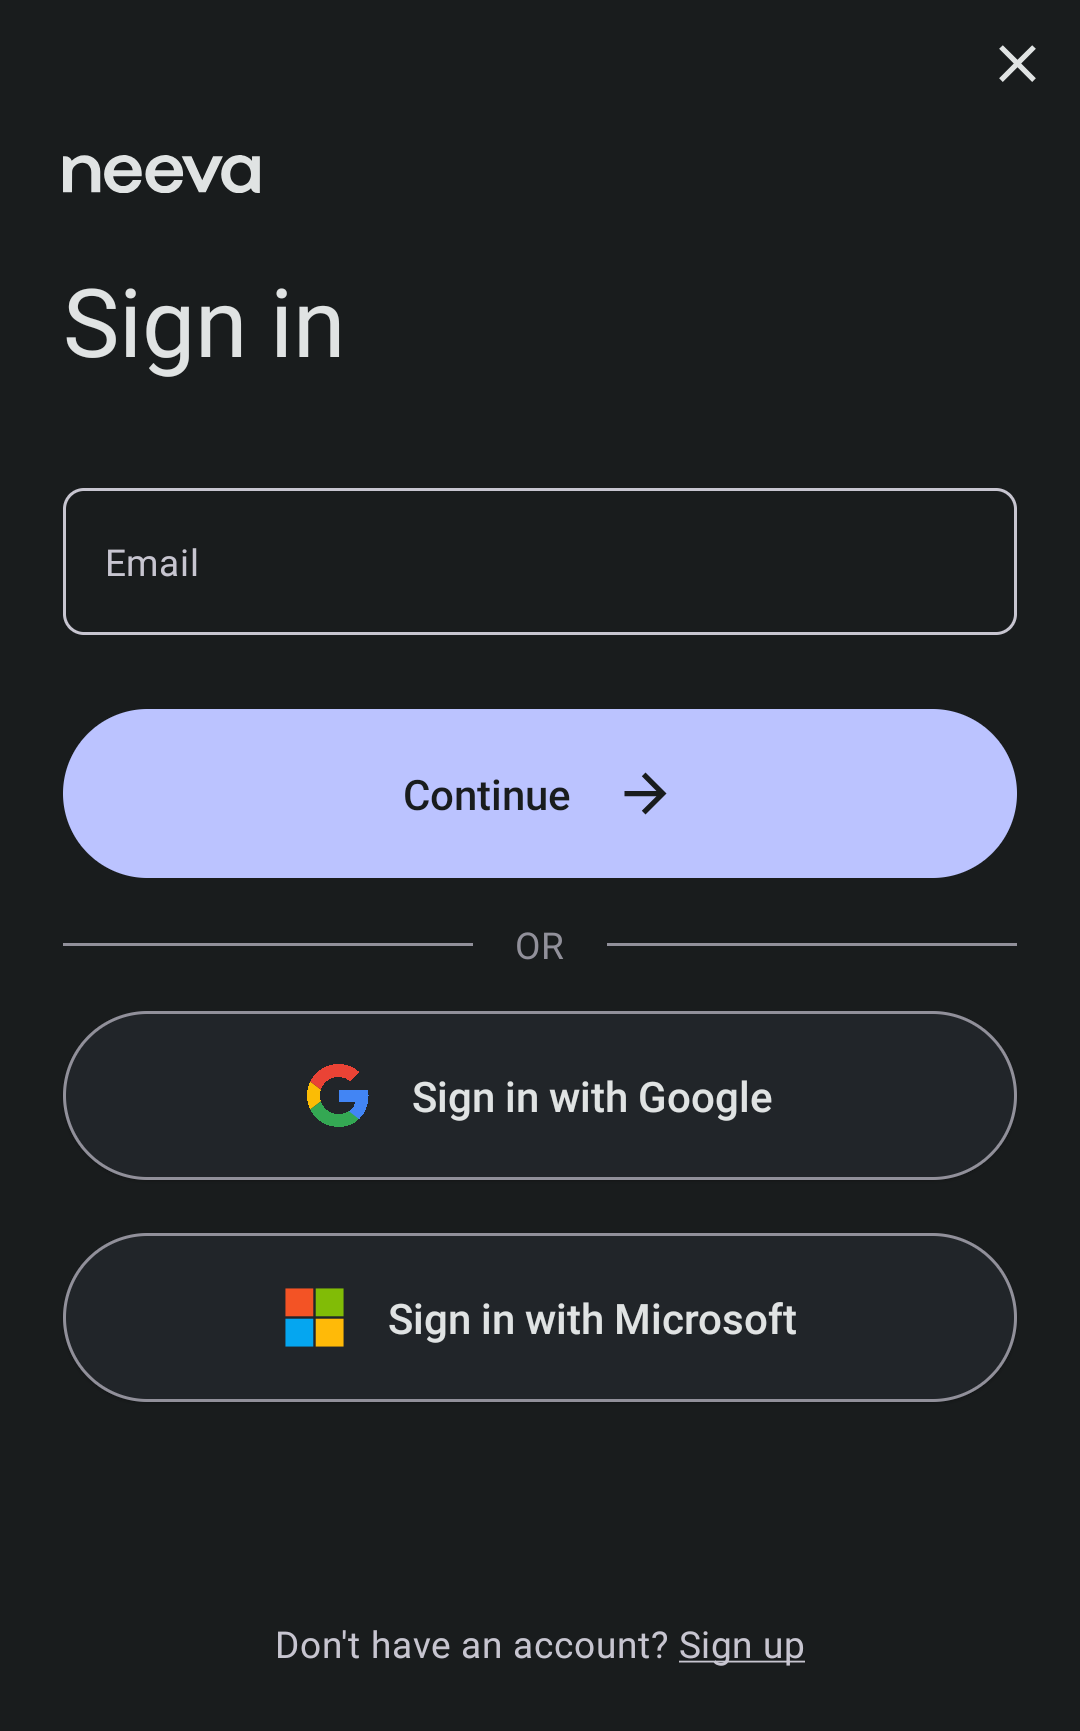 neeva
Sign in
Email
Continue
OR
Sign in with Google
Sign in with Microsoft
Don't have an account? Sign up